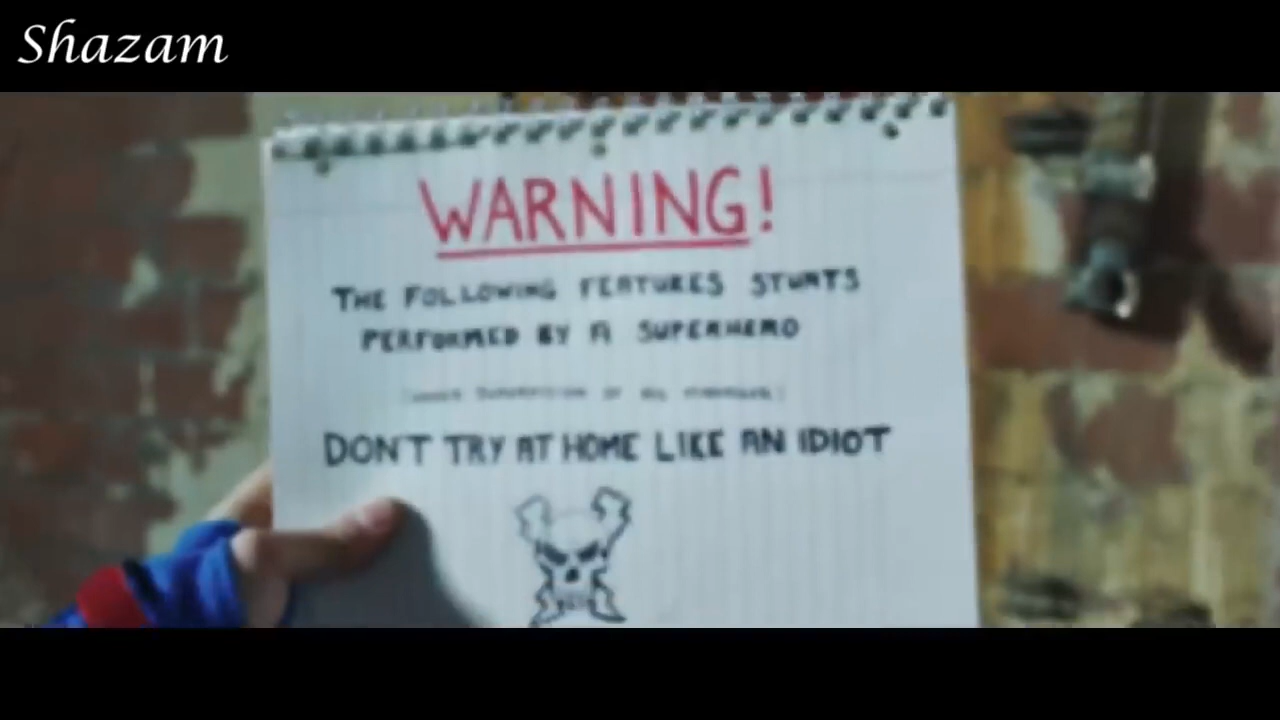 Shazam
WARNING!
THE FOLLOWING FEATURES STUNTS
PERFORMED BY A SUPERHERO
DON'T TRY AT HOME LIKE AN IDIOT